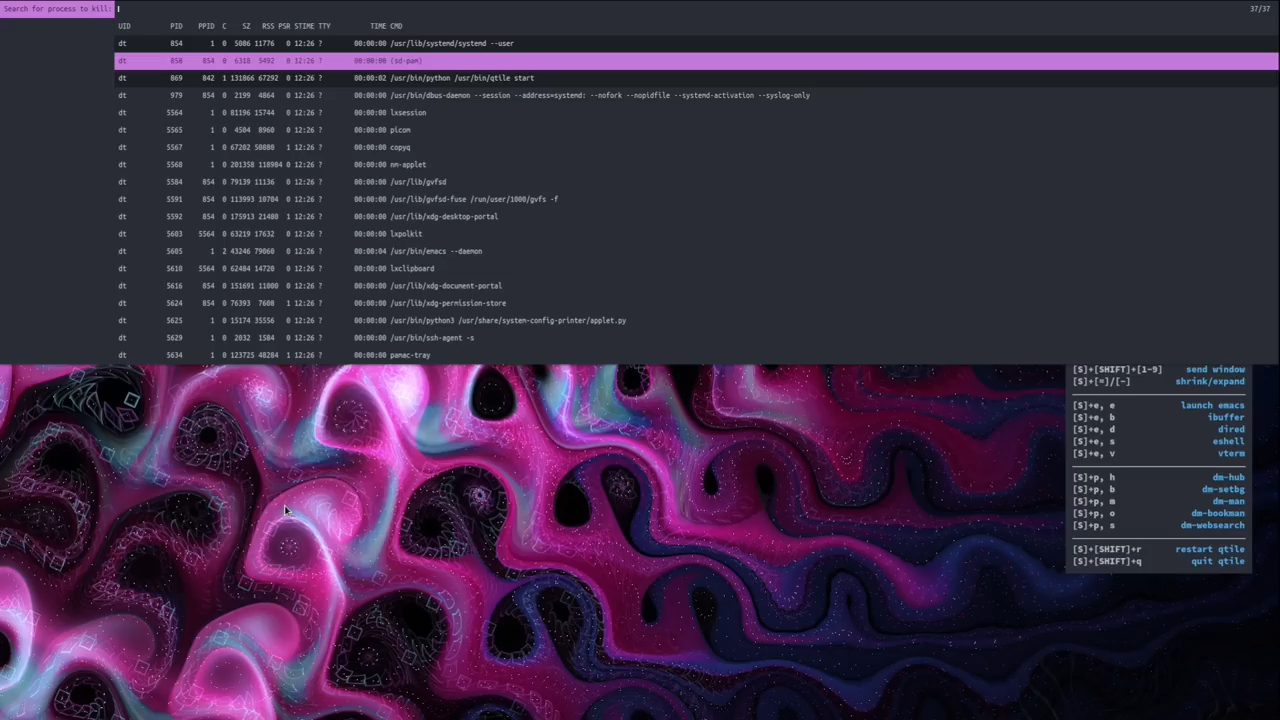 Search for process to kill: 37/37
UID PID PPID C SZ RSS PSR STIME TTY TIME CMD
dt 854 1 0 5086 11776 0 12:26 ? 00:00:00 /usr/lib/systemd/systemd --user
dt 858 854 0 6318 5492 0 12:26 ? 00:00:00 (sd-pam)
dt 869 842 1 131866 67292 0 12:26 ? 00:00:02 /usr/bin/python /usr/bin/qtile start
dt 979 854 0 2199 4864 0 12:26 ? 00:00:00 /usr/bin/dbus-daemon --session --address=systemd: --nofork --nopidfile --systemd-activation --syslog-only
dt 5564 1 0 81196 15744 0 12:26 ? 00:00:00 lxsession
dt 5565 1 0 4504 8960 0 12:26 ? 00:00:00 picom
dt 5567 1 0 67202 50880 1 12:26 ? 00:00:00 copyq
dt 5568 1 0 201358 118984 0 12:26 ? 00:00:00 nm-applet
dt 5584 854 0 79139 11136 0 12:26 ? 00:00:00 /usr/lib/gvfsd
dt 5591 854 0 113993 10704 0 12:26 ? 00:00:00 /usr/lib/gvfsd-fuse /run/user/1000/gvfs -f
dt 5592 854 0 175913 21480 1 12:26 ? 00:00:00 /usr/lib/xdg-desktop-portal
dt 5603 5564 0 63219 17632 0 12:26 ? 00:00:00 lxpolkit
dt 5605 1 2 43246 79060 0 12:26 ? 00:00:04 /usr/bin/emacs --daemon
dt 5610 5564 0 62484 14720 0 12:26 ? 00:00:00 lxclipboard
dt 5616 854 0 151691 11000 0 12:26 ? 00:00:00 /usr/lib/xdg-document-portal
dt 5624 854 0 76393 7608 1 12:26 ? 00:00:00 /usr/lib/xdg-permission-store
dt 5625 1 0 15174 35556 0 12:26 ? 00:00:00 /usr/bin/python3 /usr/share/system-config-printer/applet.py
dt 5629 1 0 2032 1584 0 12:26 ? 00:00:00 /usr/bin/ssh-agent -s
dt 5634 1 0 123725 48284 1 12:26 ? 00:00:00 pamac-tray
[S]+[SHIFT]+[1-9] send window
[S]+[=]/[-] shrink/expand
[S]+e, e launch emacs
[S]+e, b ibuffer
[S]+e, d dired
[S]+e, s eshell
[S]+e, v vterm
[S]+p, h dm-hub
[S]+p, b dm-setbg
[S]+p, m dm-man
[S]+p, o dm-bookman
[S]+p, s dm-websearch
[S]+[SHIFT]+r restart qtile
[S]+[SHIFT]+q quit qtile